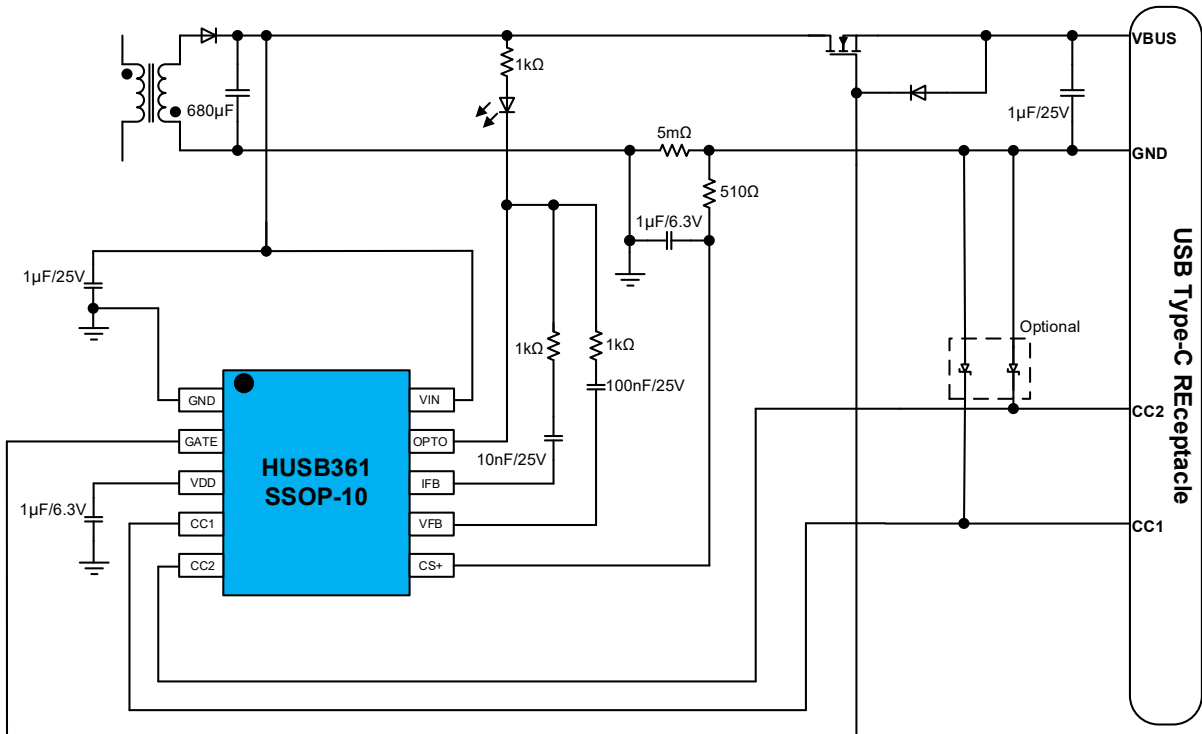 VBUS
1kΩ
680µF
1µF/25V
5mΩ
GND
510Ω
1µF/6.3V
1µF/25V
Optional
1kΩ
1kΩ
100nF/25V
GND
VIN
CC2
GATE
OPTO
10nF/25V
HUSB361
SSOP-10
VDD
IFB
1µF/6.3V
CC1
VFB
CC1
CC2
CS+
USB Type-C REceptacle